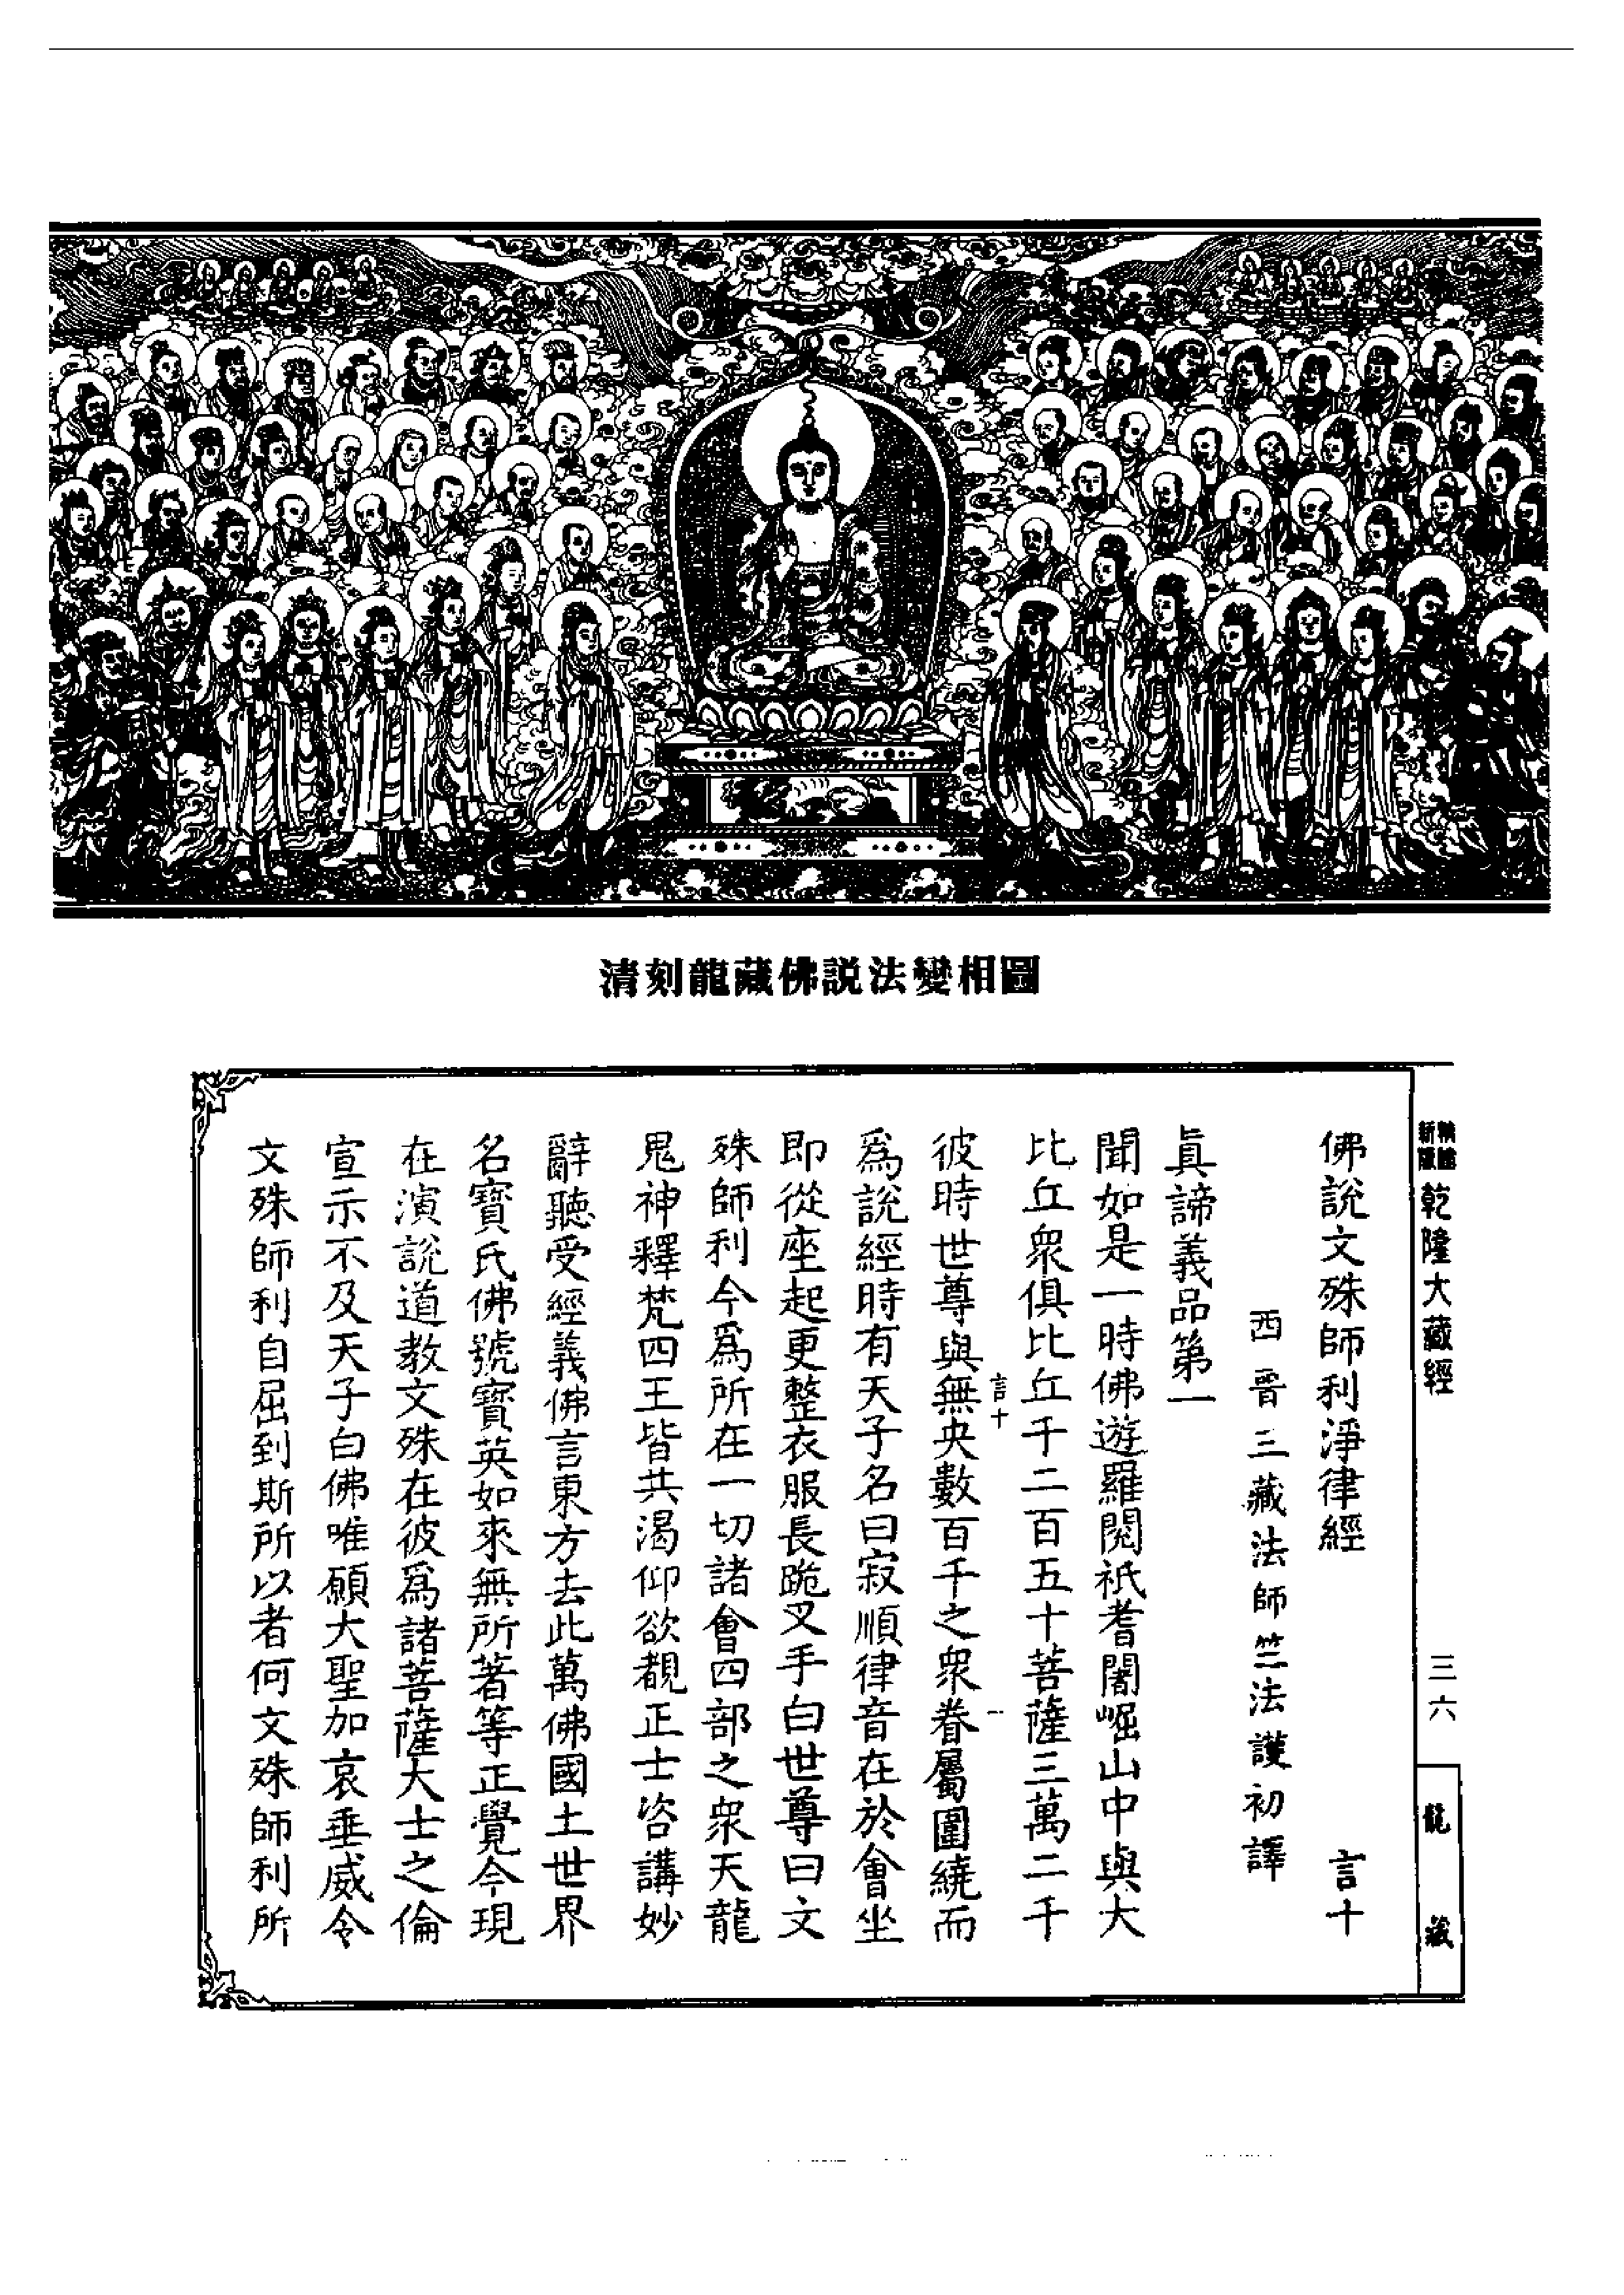 清刻龍藏佛説法變相圖
新版
乾隆大藏經
三六
龍藏
佛說文殊師利淨律經 言十
西晋三藏法師竺法護初譯
眞諦義品第一
聞如是一時佛遊羅閱祇耆闍崛山中與大
比丘衆俱比丘千二百五十菩薩三萬二千
言十 一
彼時世尊與無央數百千之衆眷屬圍繞而
爲說經時有天子名曰寂順律音在於會坐
即從座起更整衣服長跪叉手白世尊曰文
殊師利今爲所在一切諸會四部之衆天龍
鬼神釋梵四王皆共渴仰欲覩正士咨講妙
辭聽受經義佛言東方去此萬佛國土世界
名寶氏佛號寶英如來無所著等正覺今現
在演說道教文殊在彼爲諸菩薩大士之倫
宣示不及天子白佛唯願大聖加哀垂威令
文殊師利自屈到斯所以者何文殊師利所